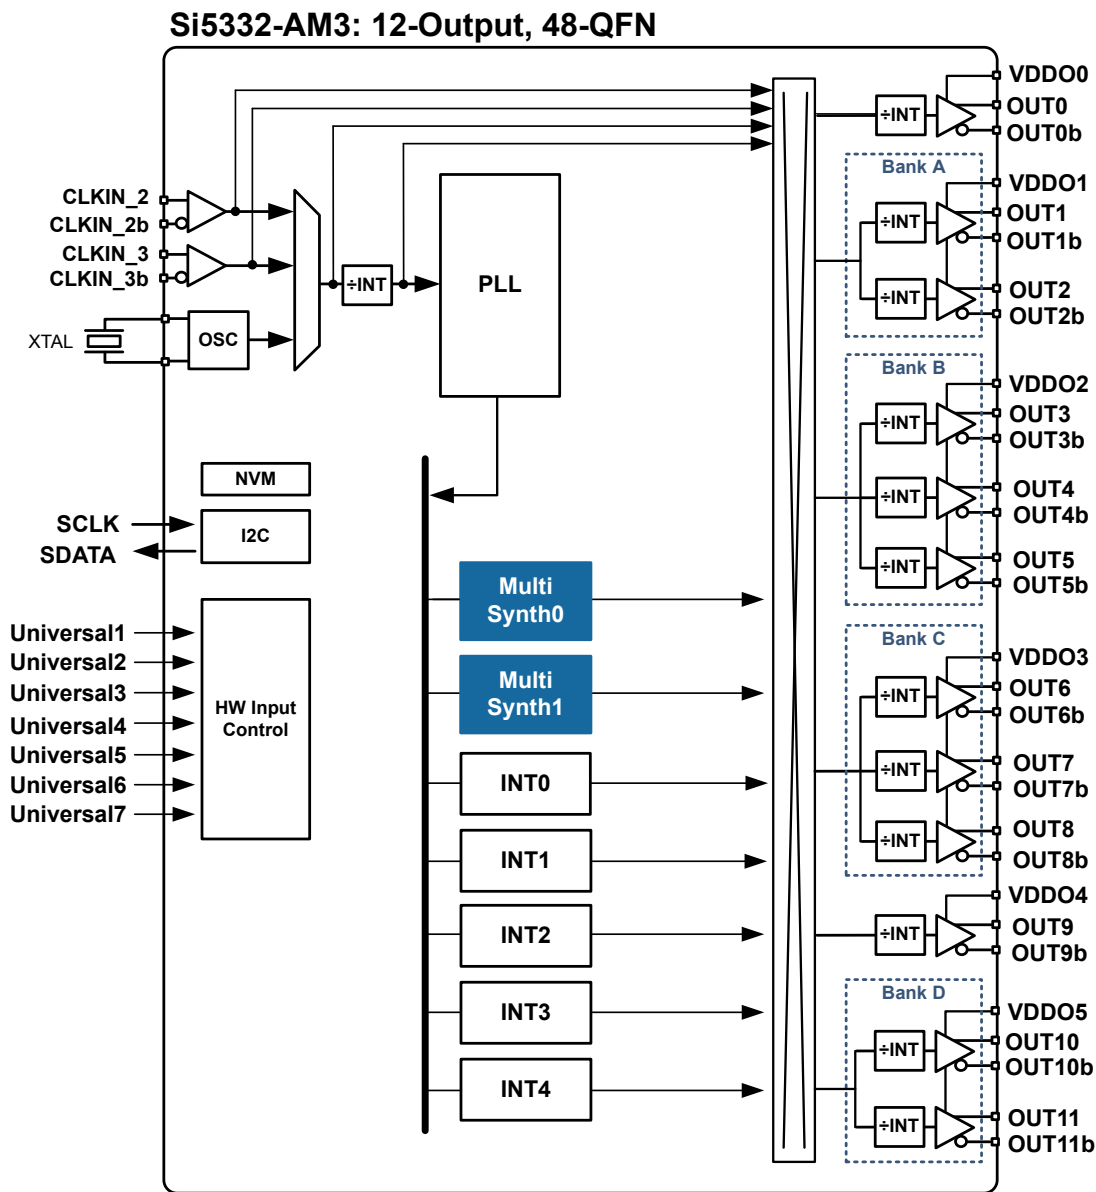 Si5332-AM3: 12-Output, 48-QFN
CLKIN_2
CLKIN_2b
CLKIN_3
CLKIN_3b
XTAL
OSC
÷INT
PLL
NVM
SCLK
SDATA
I2C
Universal1
Universal2
Universal3
Universal4
Universal5
Universal6
Universal7
HW Input
Control
Multi
Synth0
Multi
Synth1
INT0
INT1
INT2
INT3
INT4
÷INT
VDDO0
OUT0
OUT0b
Bank A
÷INT
÷INT
VDDO1
OUT1
OUT1b
OUT2
OUT2b
Bank B
÷INT
÷INT
÷INT
VDDO2
OUT3
OUT3b
OUT4
OUT4b
OUT5
OUT5b
Bank C
÷INT
÷INT
÷INT
VDDO3
OUT6
OUT6b
OUT7
OUT7b
OUT8
OUT8b
÷INT
VDDO4
OUT9
OUT9b
Bank D
÷INT
÷INT
VDDO5
OUT10
OUT10b
OUT11
OUT11b